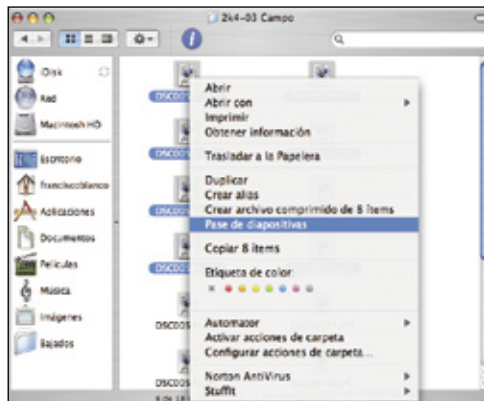 2k4-03 Campo
iDisk
Red
Macintosh HD
Escritorio
franciscoblanco
Aplicaciones
Documentos
Películas
Música
Imágenes
Bajados
Abrir
Abrir con
Imprimir
Obtener información
Trasladar a la Papelera
Duplicar
Crear alias
Crear archivo comprimido de 8 ítems
Pase de diapositivas
Copiar 8 ítems
Etiqueta de color:
Automator
Activar acciones de carpeta
Configurar acciones de carpeta...
Norton AntiVirus
StuffIt